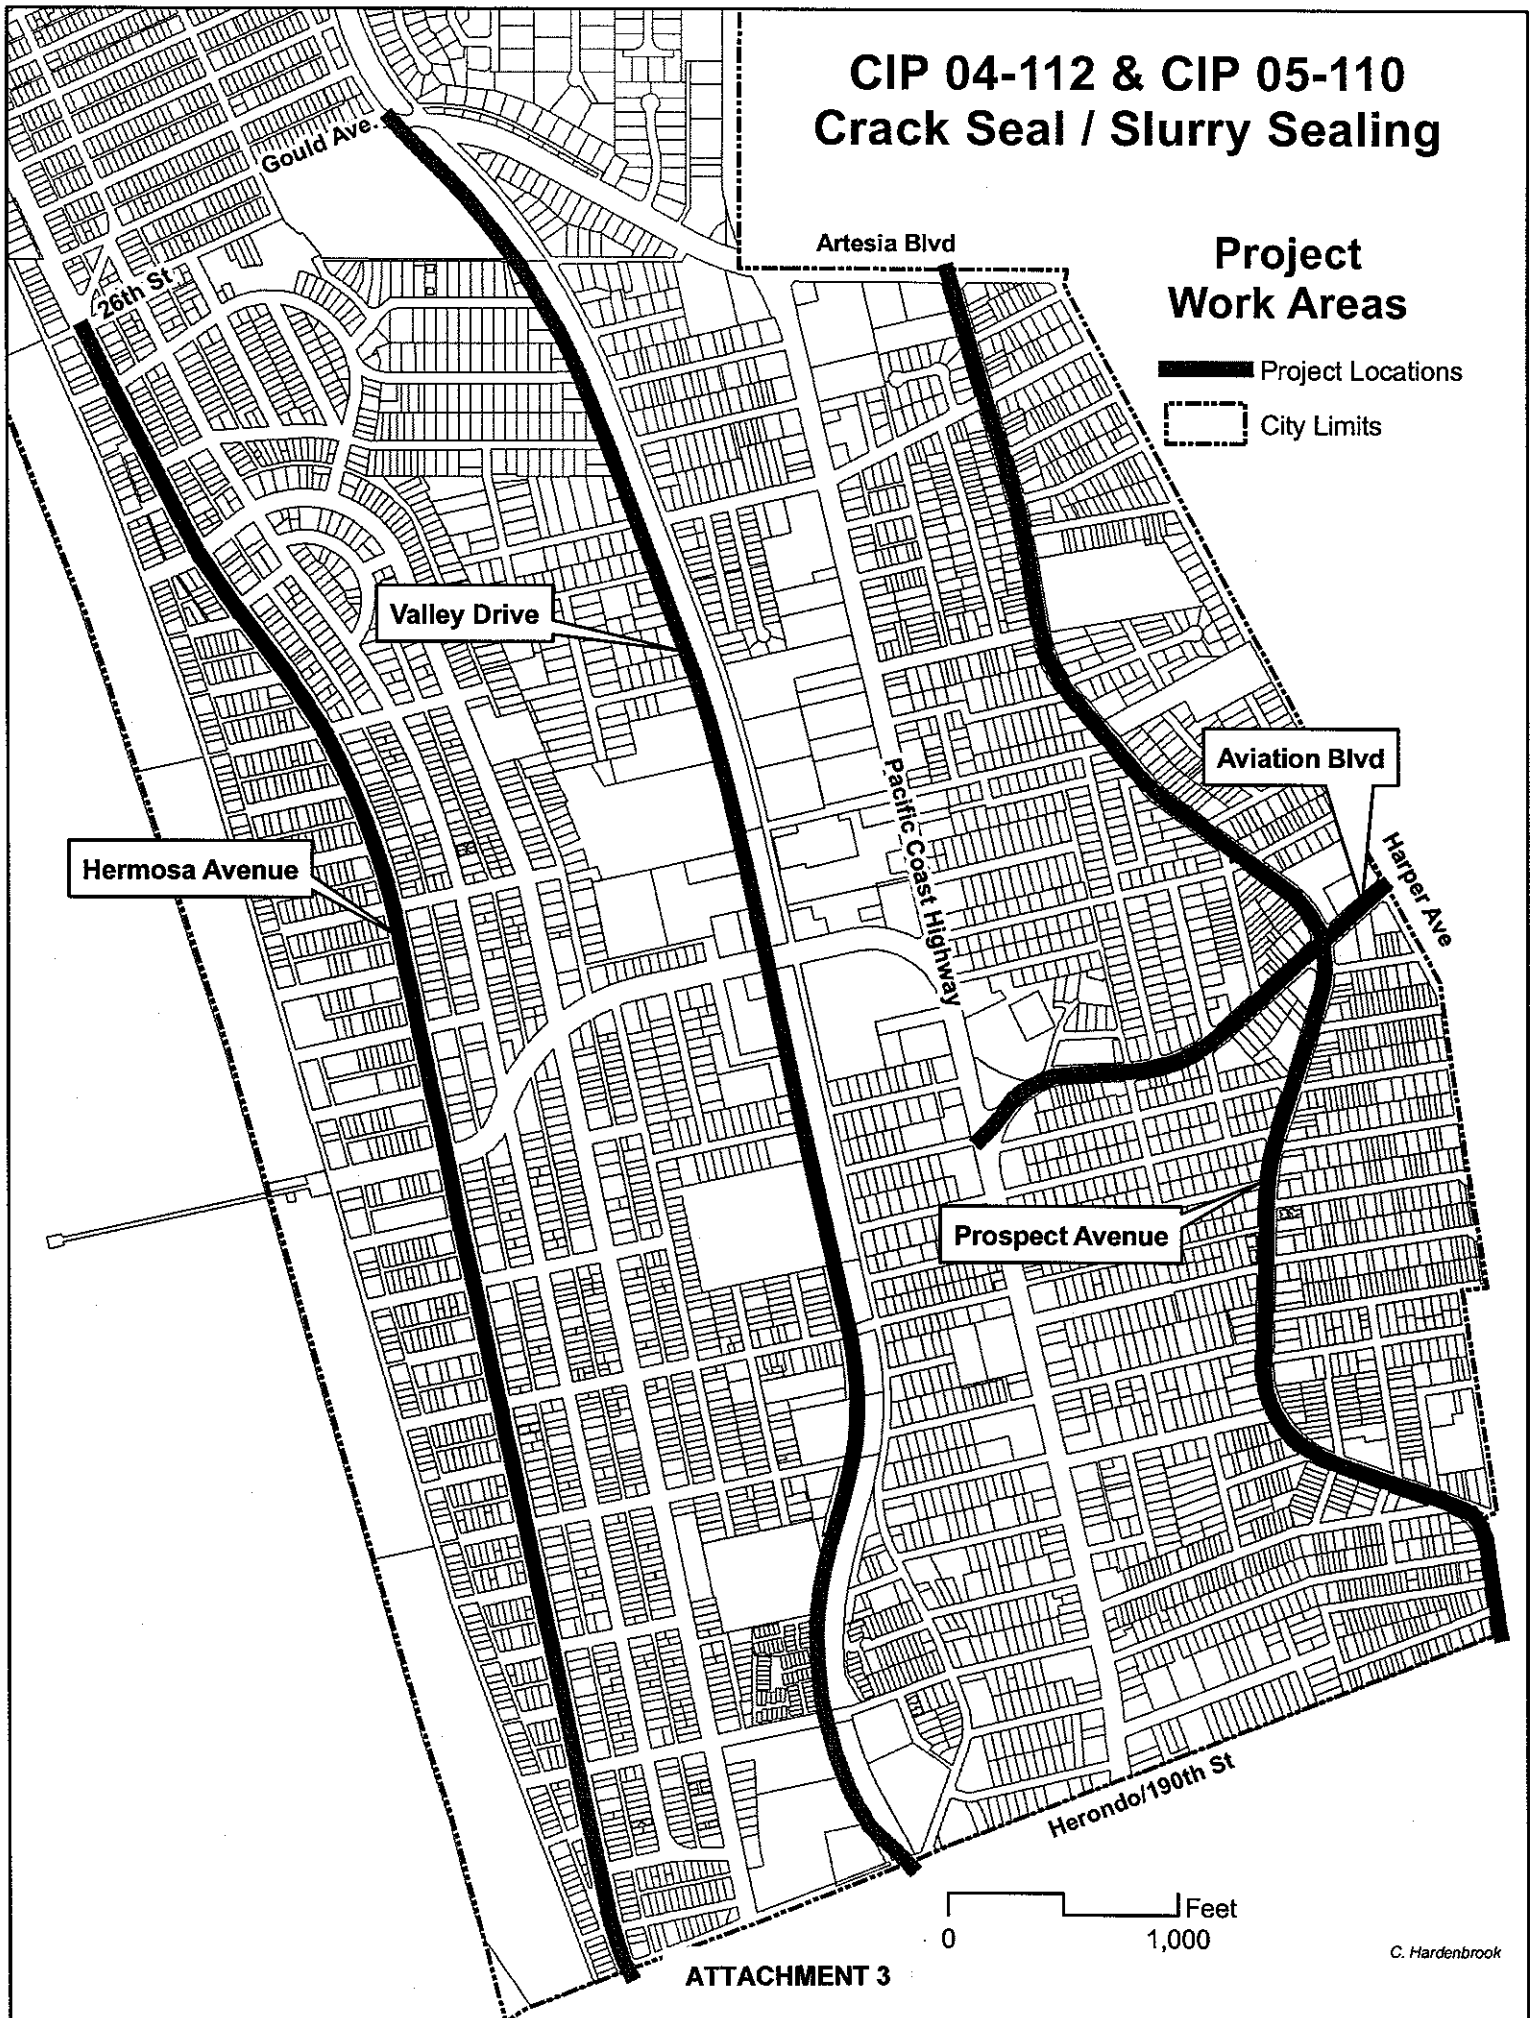 CIP 04-112 & CIP 05-110
Crack Seal / Slurry Sealing
Gould Ave.
Artesia Blvd
Project
Work Areas
26th St
Project Locations
City Limits
Valley Drive
Aviation Blvd
Pacific Coast Highway
Harper Ave
Hermosa Avenue
Prospect Avenue
Herondo/190th St
Feet
0
1,000
C. Hardenbrook
ATTACHMENT 3